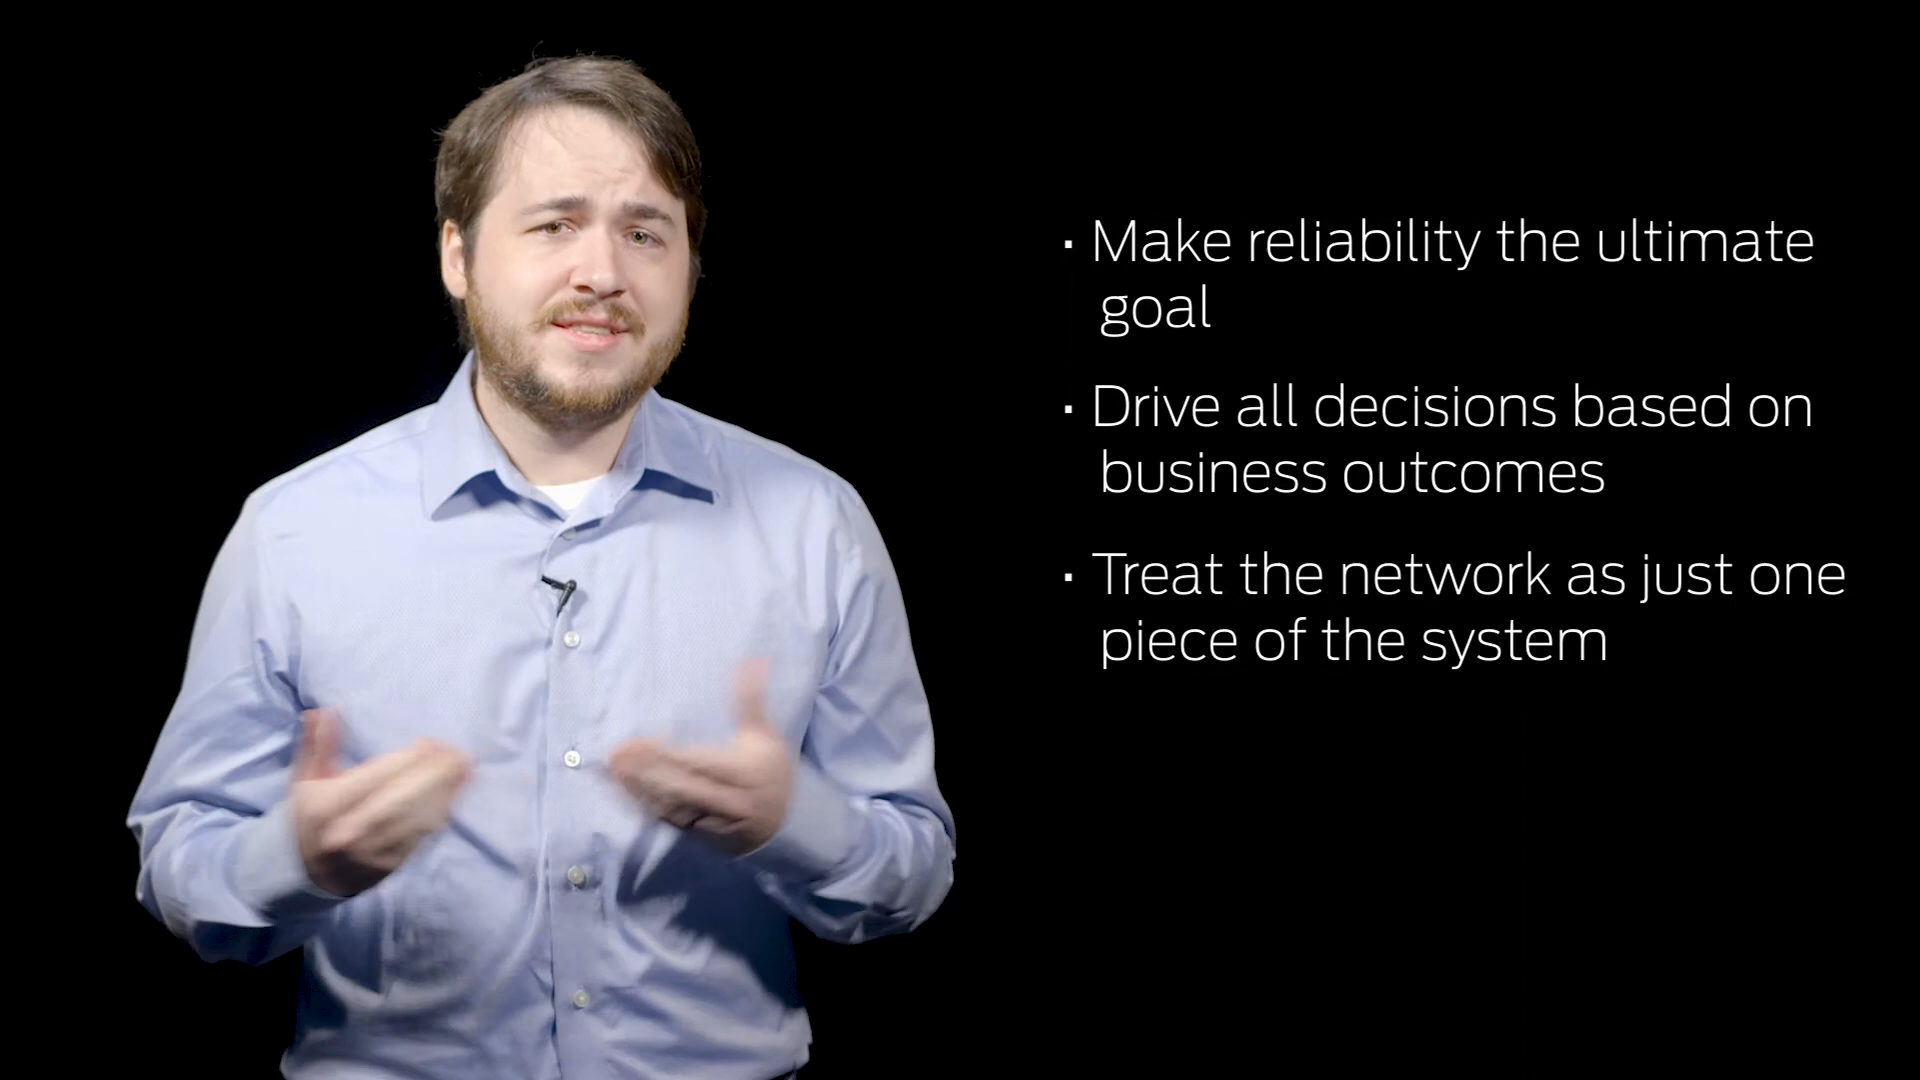 · Make reliability the ultimate
goal
· Drive all decisions based on
business outcomes
· Treat the network as just one
piece of the system